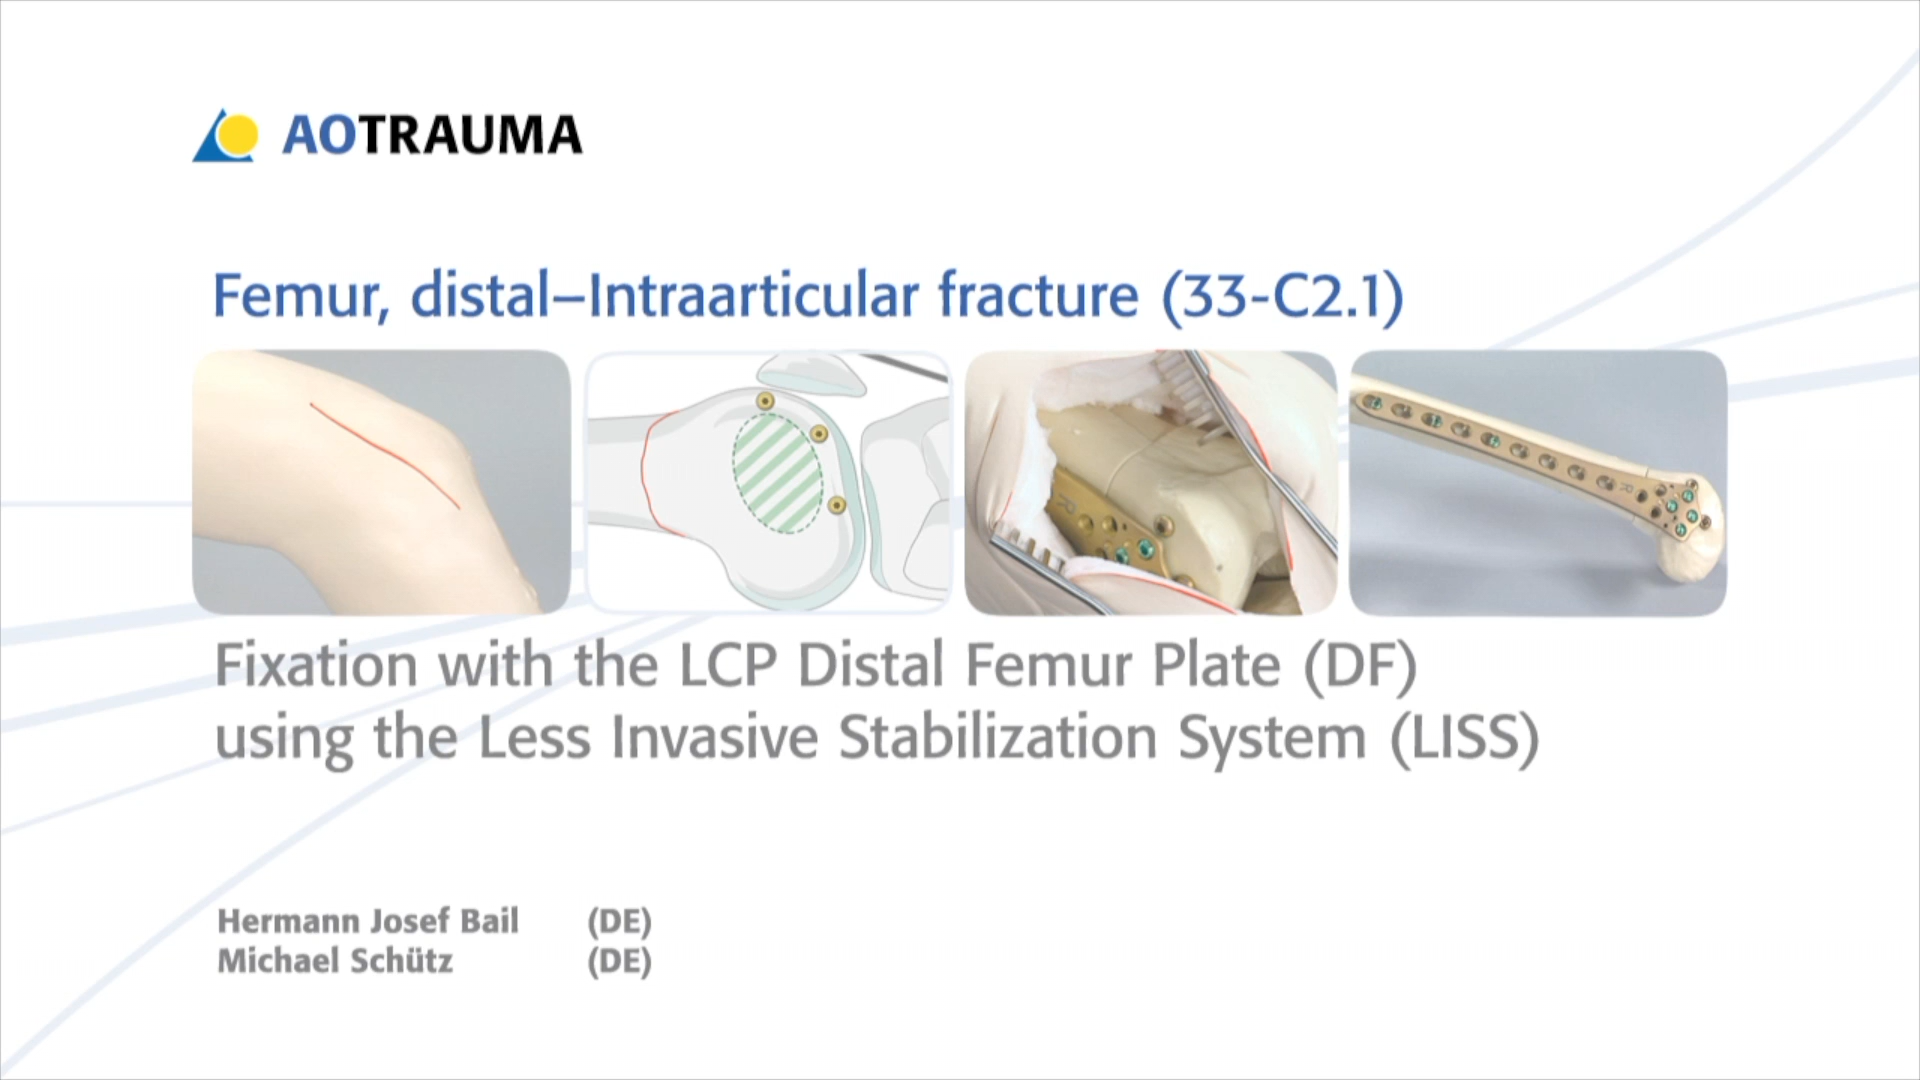 AOTRAUMA
Femur, distal–Intraarticular fracture (33-C2.1)
R
R
Fixation with the LCP Distal Femur Plate (DF)
using the Less Invasive Stabilization System (LISS)
Hermann Josef Bail (DE)
Michael Schütz (DE)